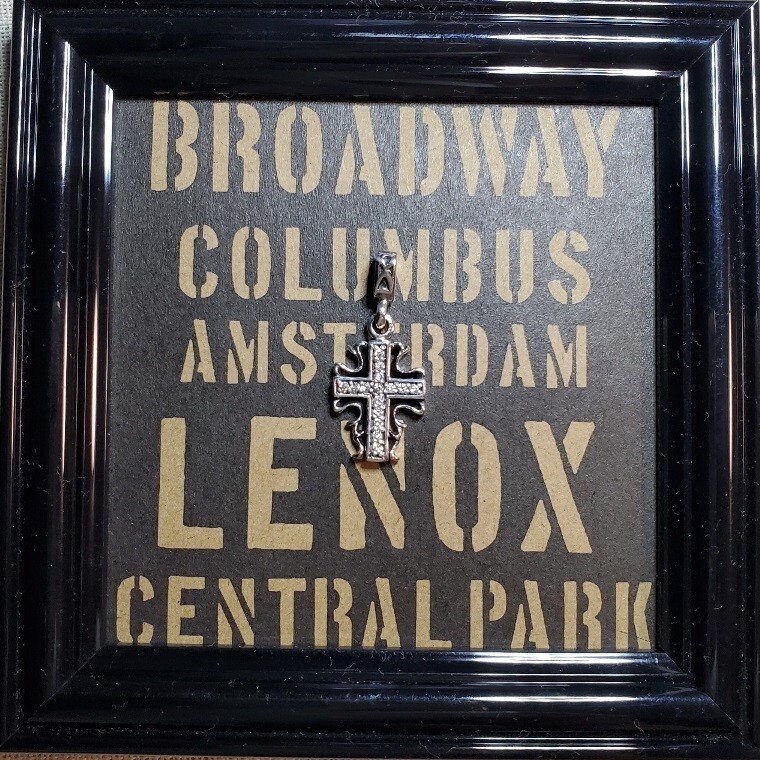 BROADWAY
COLUMBUS
AMSTERDAM
LENOX
CENTRAL PARK